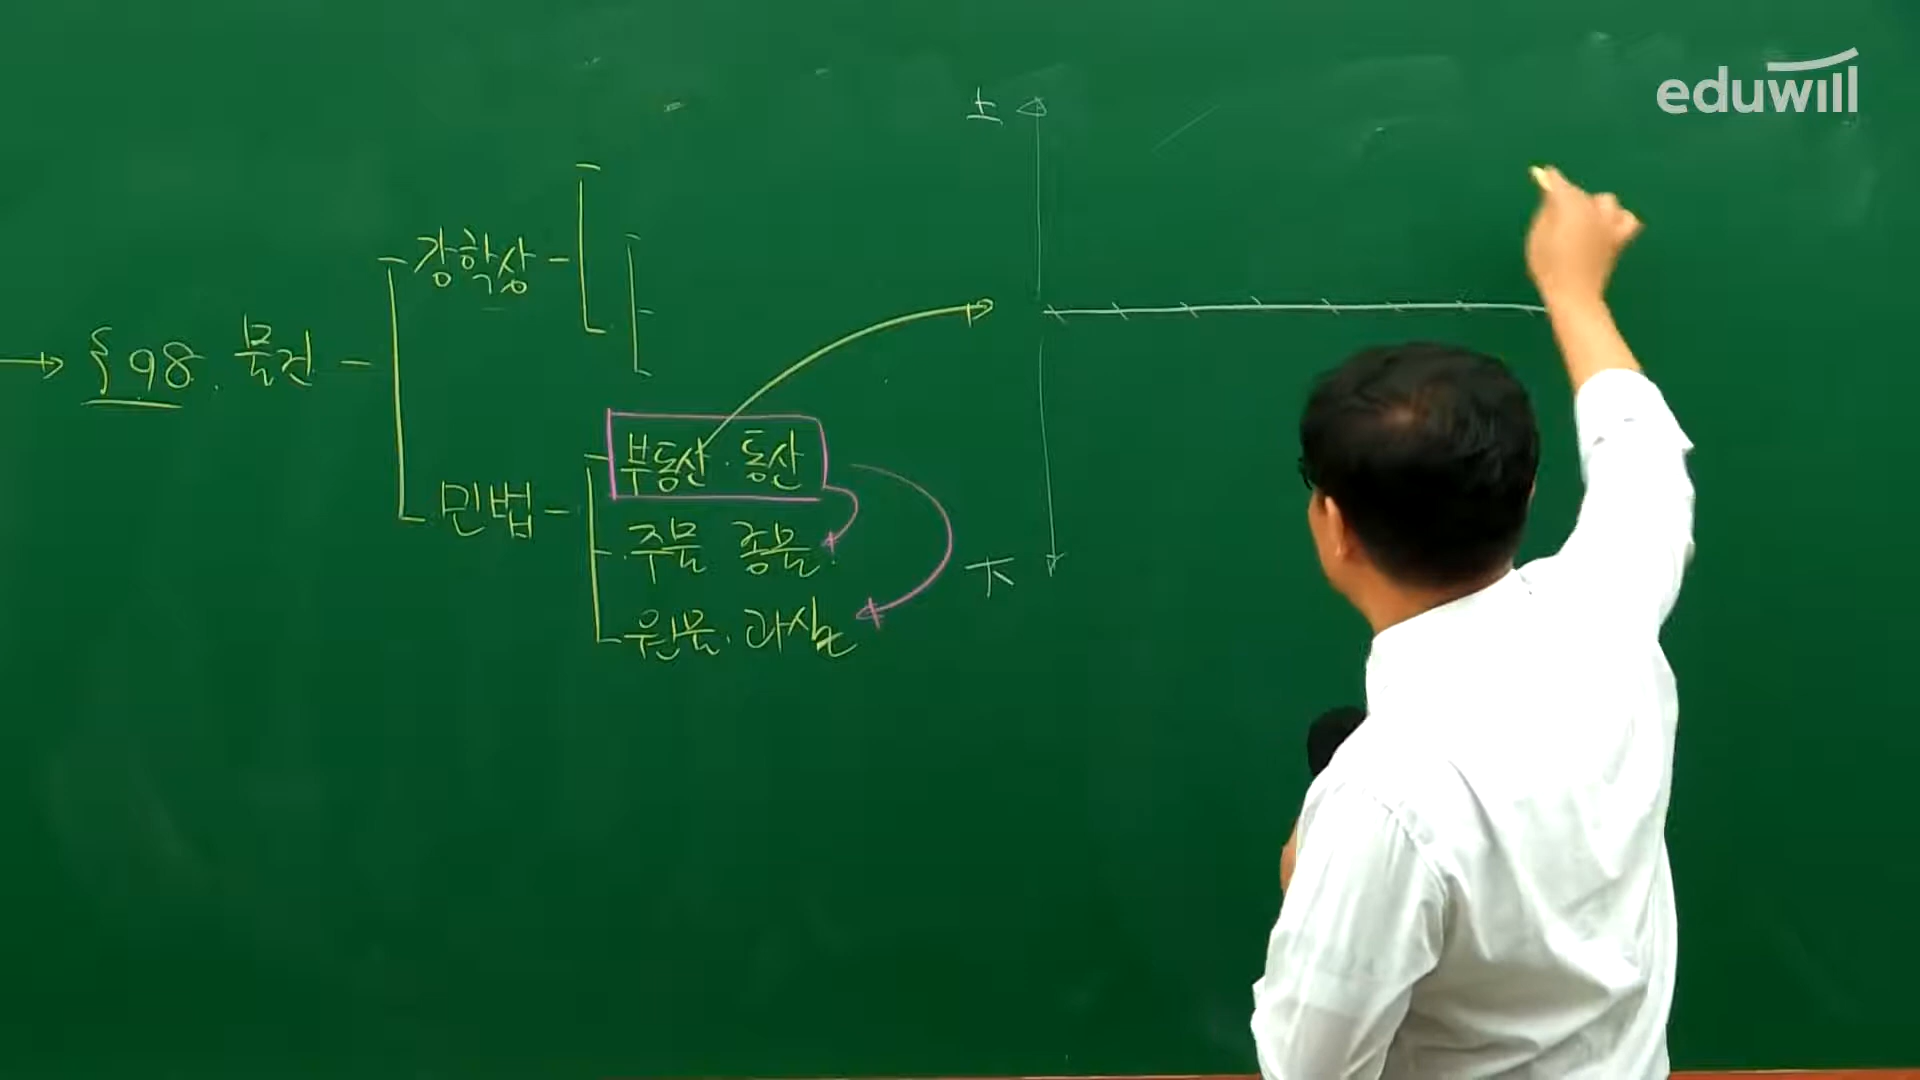 eduwill
上
강학상 -
→ §98. 물건 -
부동산 · 동산
민법 -
주물 종물
下
원물 · 과실